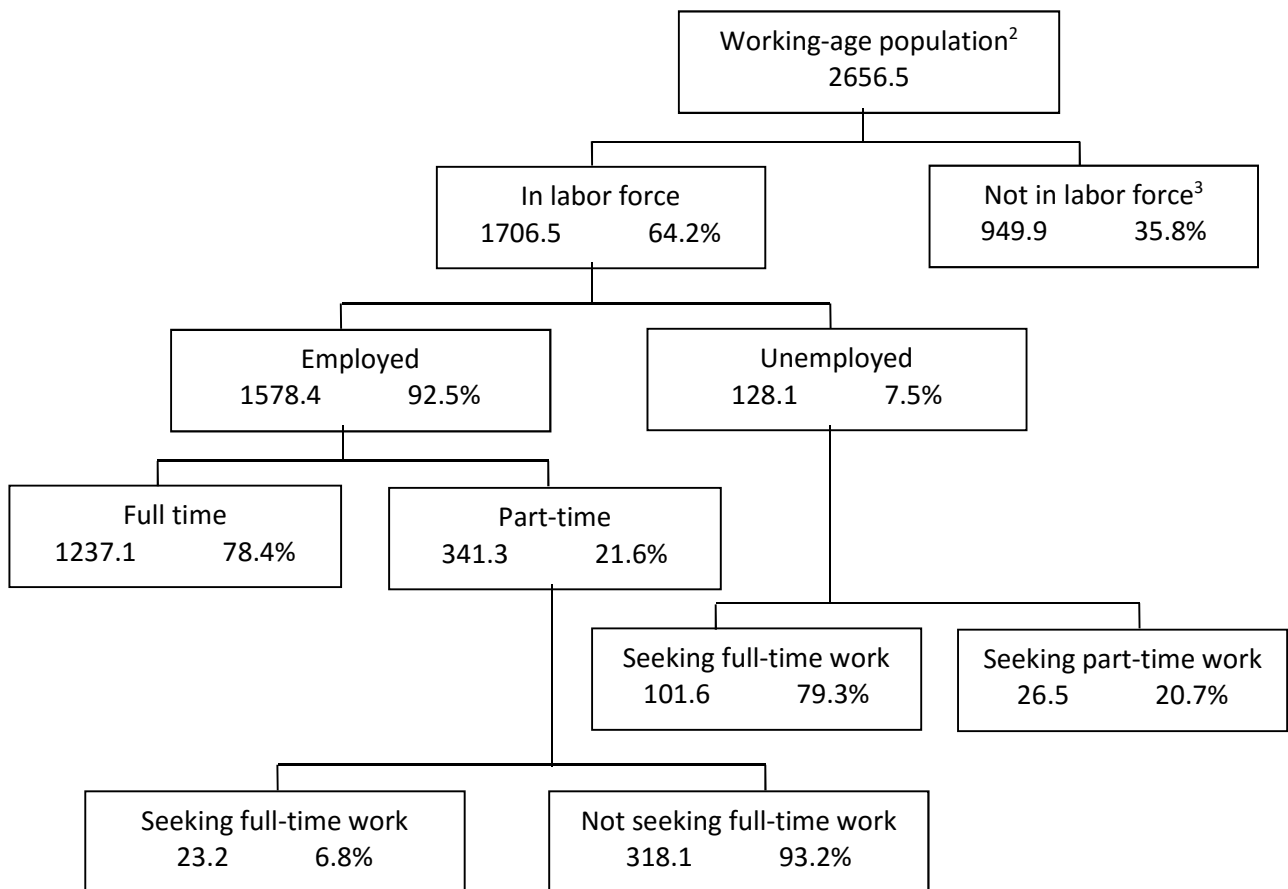 Working-age population²
2656.5
In labor force
1706.5 64.2%
Not in labor force³
949.9 35.8%
Employed
1578.4 92.5%
Unemployed
128.1 7.5%
Full time
1237.1 78.4%
Part-time
341.3 21.6%
Seeking full-time work
101.6 79.3%
Seeking part-time work
26.5 20.7%
Seeking full-time work
23.2 6.8%
Not seeking full-time work
318.1 93.2%